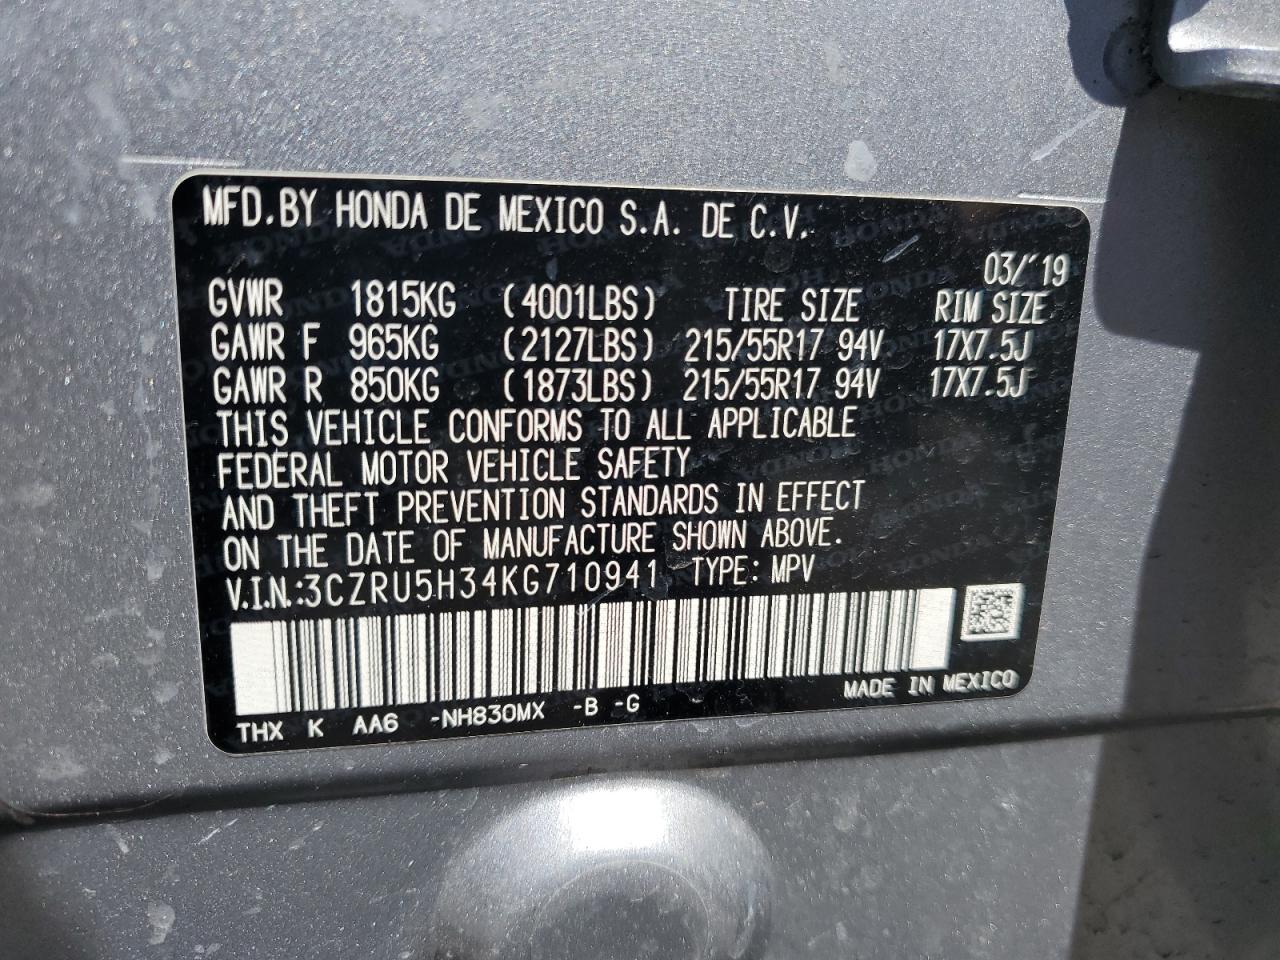 MFD.BY HONDA DE MEXICO S.A. DE C.V.
03/'19
GVWR 1815KG (4001LBS) TIRE SIZE RIM SIZE
GAWR F 965KG (2127LBS) 215/55R17 94V 17X7.5J
GAWR R 850KG (1873LBS) 215/55R17 94V 17X7.5J
THIS VEHICLE CONFORMS TO ALL APPLICABLE
FEDERAL MOTOR VEHICLE SAFETY
AND THEFT PREVENTION STANDARDS IN EFFECT
ON THE DATE OF MANUFACTURE SHOWN ABOVE.
V.I.N.:3CZRU5H34KG710941 TYPE: MPV
MADE IN MEXICO
THX K AA6 -NH830MX -B -G